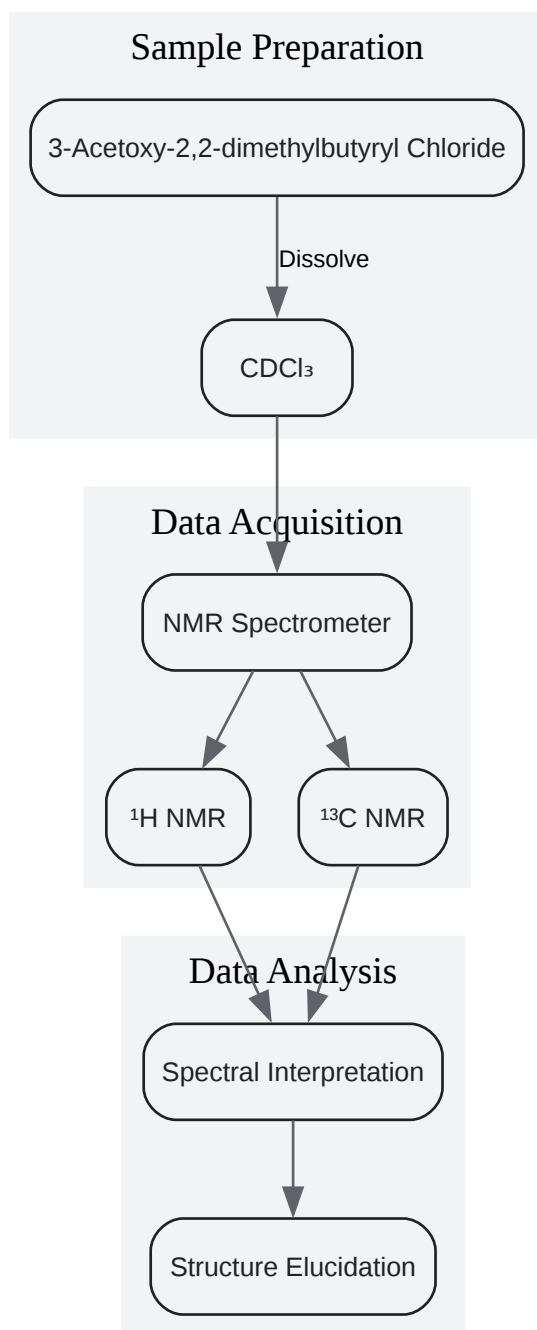 Sample Preparation
3-Acetoxy-2,2-dimethylbutyryl Chloride
Dissolve
CDCl₃
Data Acquisition
NMR Spectrometer
¹H NMR
¹³C NMR
Data Analysis
Spectral Interpretation
Structure Elucidation